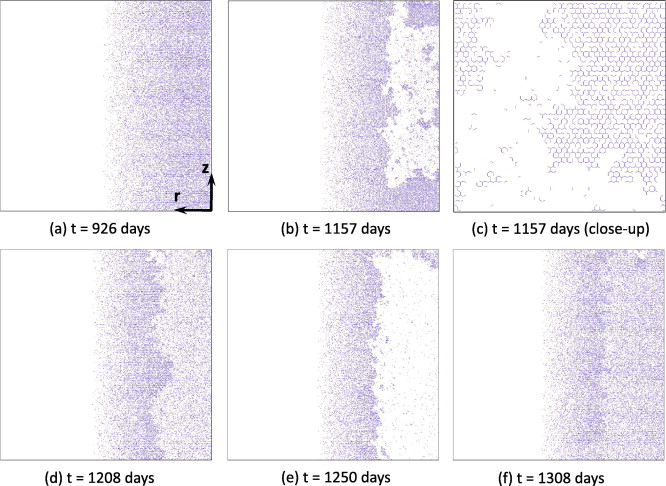 z
r
(a) t = 926 days
(b) t = 1157 days
(c) t = 1157 days (close-up)
(d) t = 1208 days
(e) t = 1250 days
(f) t = 1308 days